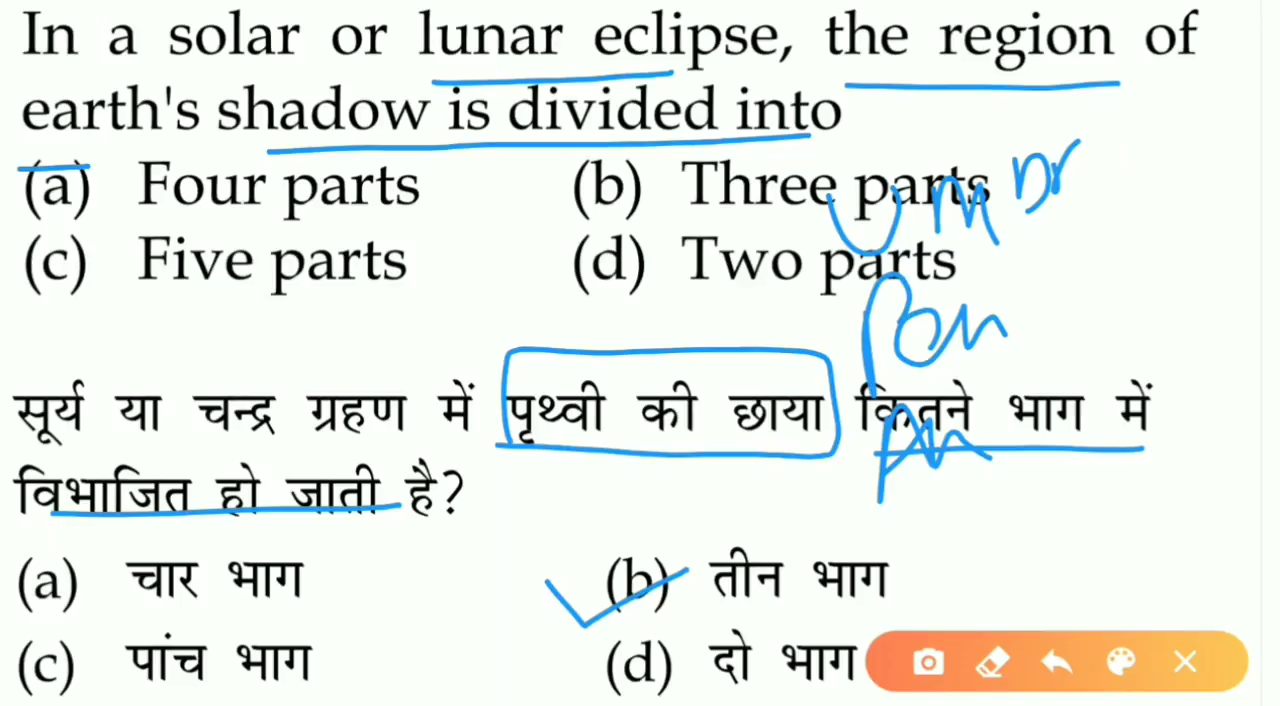 In a solar or lunar eclipse, the region of
earth's shadow is divided into
(a) Four parts (b) Three parts
(c) Five parts (d) Two parts
सूर्य या चन्द्र ग्रहण में पृथ्वी की छाया कितने भाग में
विभाजित हो जाती है?
(a) चार भाग (b) तीन भाग
(c) पांच भाग (d) दो भाग